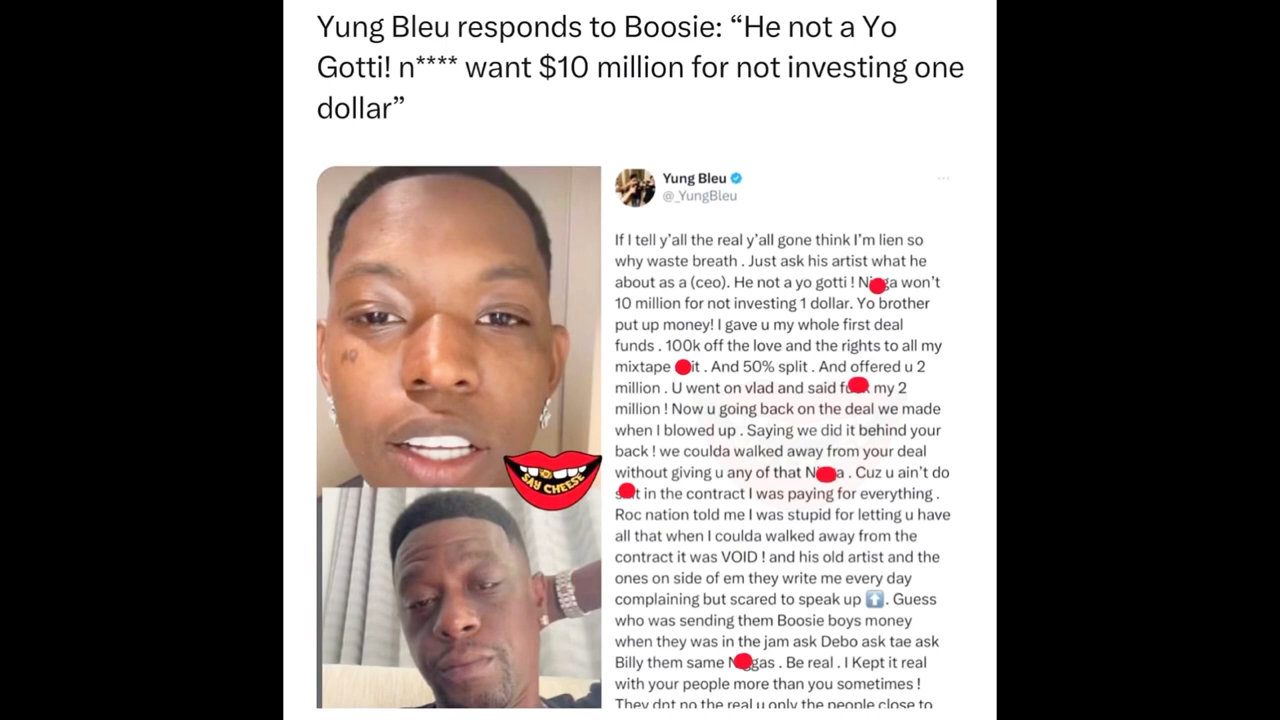 Yung Bleu responds to Boosie: “He not a Yo
Gotti! n**** want $10 million for not investing one
dollar”
Yung Bleu
@_YungBleu
If I tell y’all the real y’all gone think I’m lien so
why waste breath . Just ask his artist what he
about as a (ceo). He not a yo gotti ! Ni ga won’t
10 million for not investing 1 dollar. Yo brother
put up money! I gave u my whole first deal
funds . 100k off the love and the rights to all my
mixtape it . And 50% split . And offered u 2
million . U went on vlad and said fu k my 2
million ! Now u going back on the deal we made
when I blowed up . Saying we did it behind your
back ! we coulda walked away from your deal
without giving u any of that Ni a . Cuz u ain’t do
s t in the contract I was paying for everything .
Roc nation told me I was stupid for letting u have
all that when I coulda walked away from the
contract it was VOID ! and his old artist and the
ones on side of em they write me every day
complaining but scared to speak up ⬆️. Guess
who was sending them Boosie boys money
when they was in the jam ask Debo ask tae ask
Billy them same N gas . Be real . I Kept it real
with your people more than you sometimes !
They dnt no the real u only the people close to
SAY CHEESE